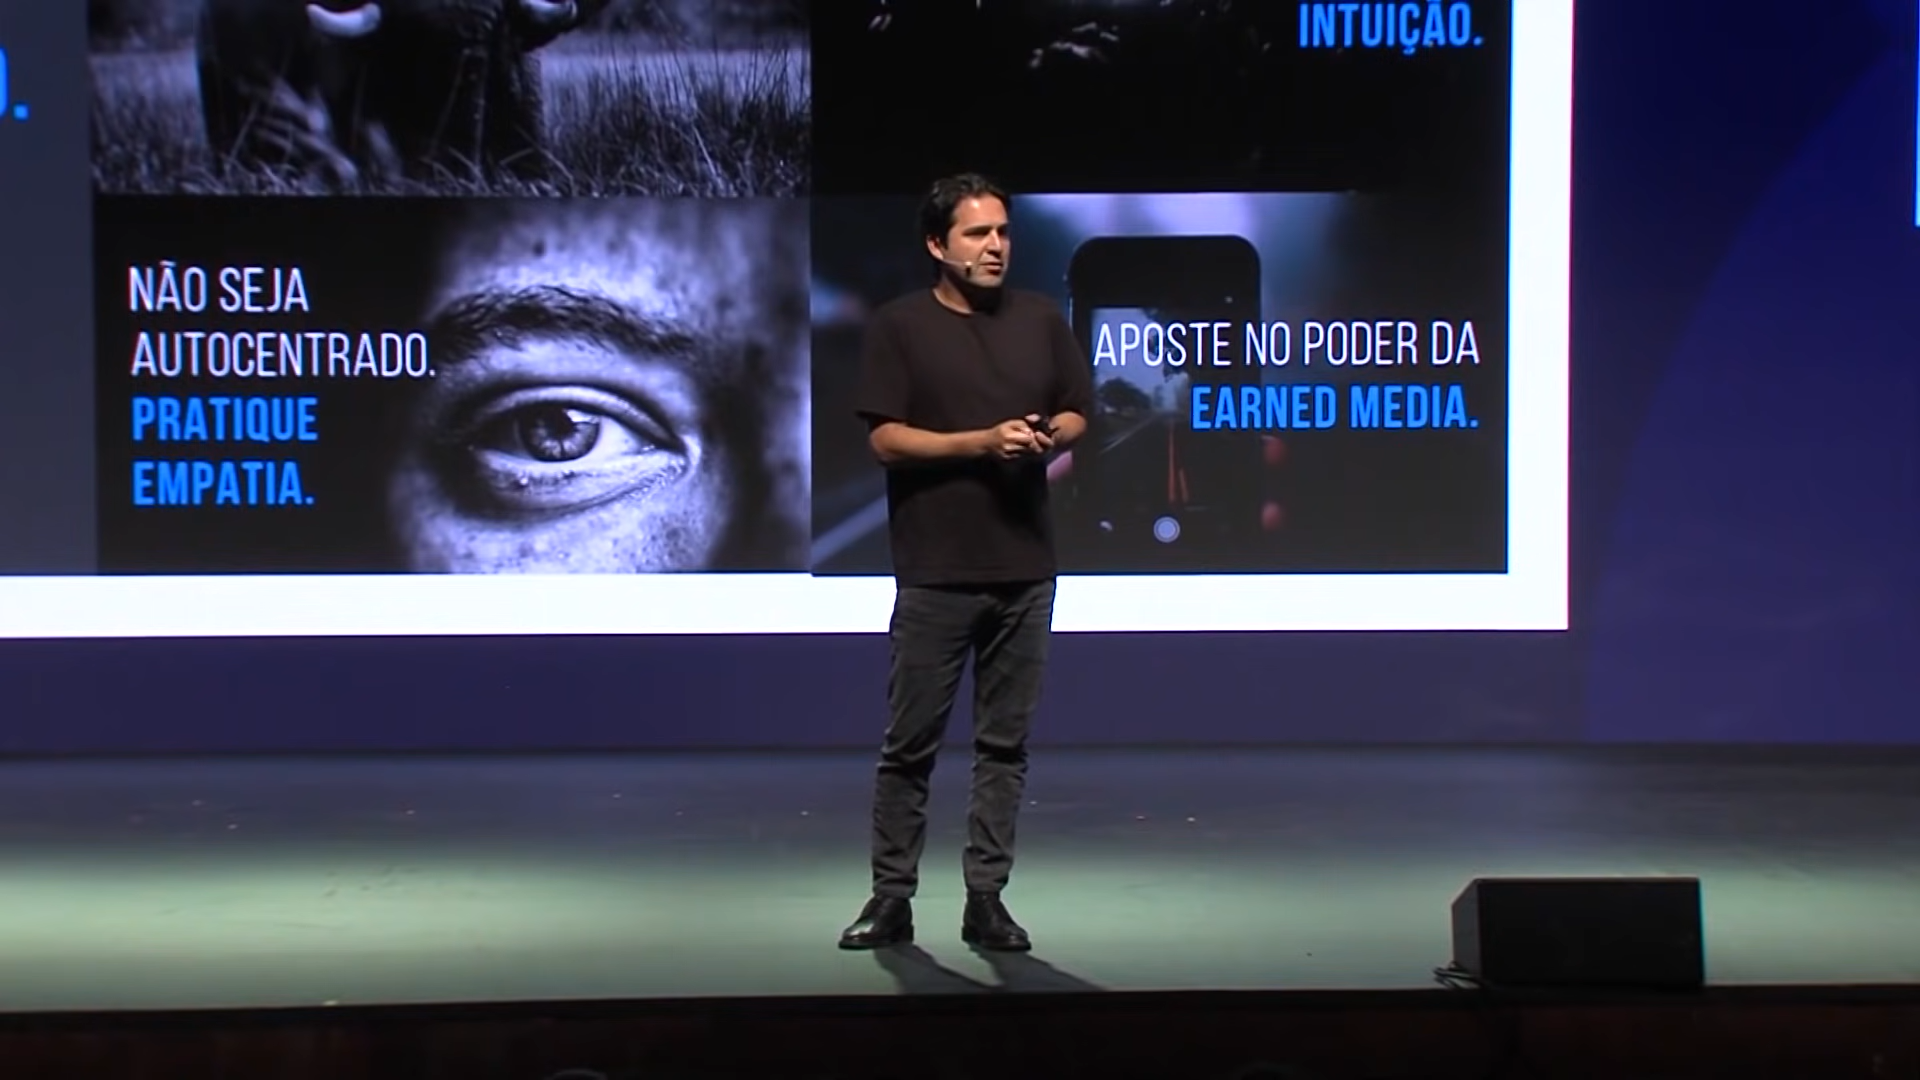 INTUIÇÃO.
NÃO SEJA
AUTOCENTRADO.
PRATIQUE
EMPATIA.
APOSTE NO PODER DA
EARNED MEDIA.